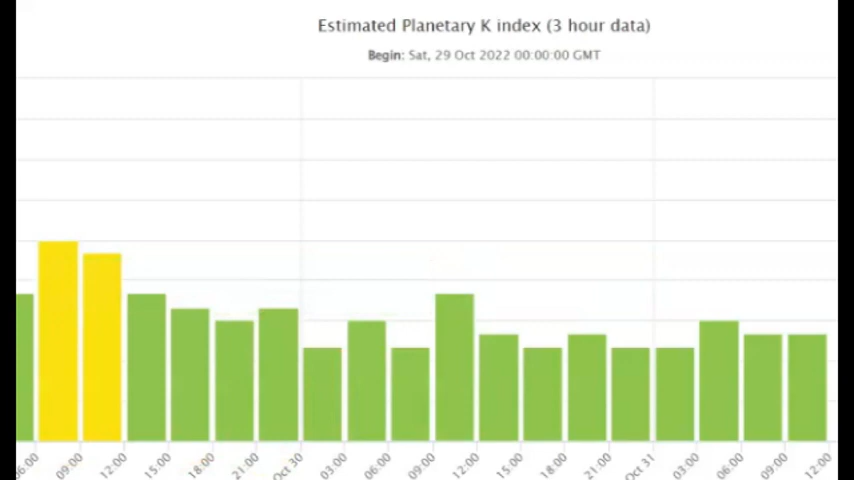 Estimated Planetary K index (3 hour data)
Begin: Sat, 29 Oct 2022 00:00:00 GMT
06:00 09:00 12:00 15:00 18:00 21:00 Oct 30 03:00 06:00 09:00 12:00 15:00 18:00 21:00 Oct 31 03:00 06:00 09:00 12:00